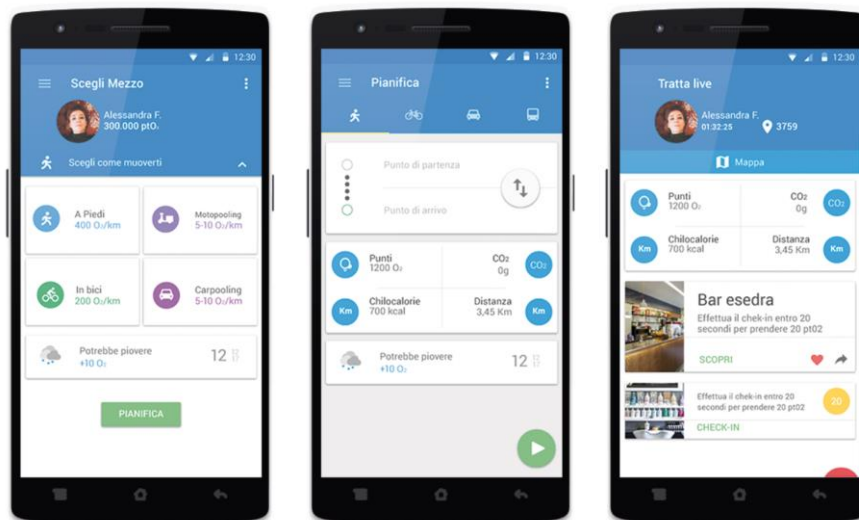 12:30
Scegli Mezzo
Alessandra F.
300.000 ptO₂
Scegli come muoverti
A Piedi
400 O₂/km
Motopooling
5-10 O₂/km
In bici
200 O₂/km
Carpooling
5-10 O₂/km
Potrebbe piovere
+10 O₂
12
PIANIFICA
12:30
Pianifica
Punto di partenza
Punto di arrivo
Punti
1200 O₂
CO₂
0g
CO₂
Km
Chilocalorie
700 kcal
Distanza
3,45 Km
Km
Potrebbe piovere
+10 O₂
12
12:30
Tratta live
Alessandra F.
01:32:25
3759
Mappa
Punti
1200 O₂
CO₂
0g
CO₂
Km
Chilocalorie
700 kcal
Distanza
3,45 Km
Km
Bar esedra
Effettua il chek-in entro 20
secondi per prendere 20 pt02
SCOPRI
Effettua il chek-in entro 20
secondi per prendere 20 pt02
20
CHECK-IN